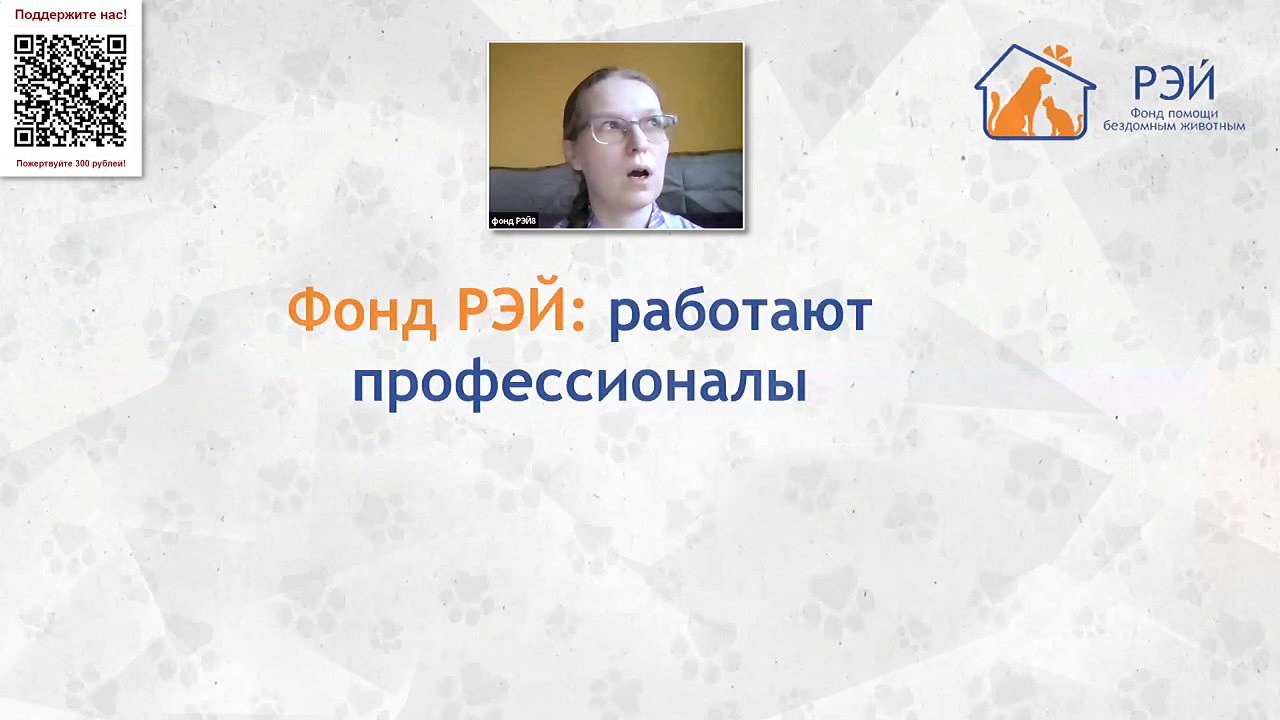 Поддержите нас!
Пожертвуйте 300 рублей!
фонд РЭЙ8
РЭЙ
Фонд помощи
бездомным животным
Фонд РЭЙ: работают
профессионалы